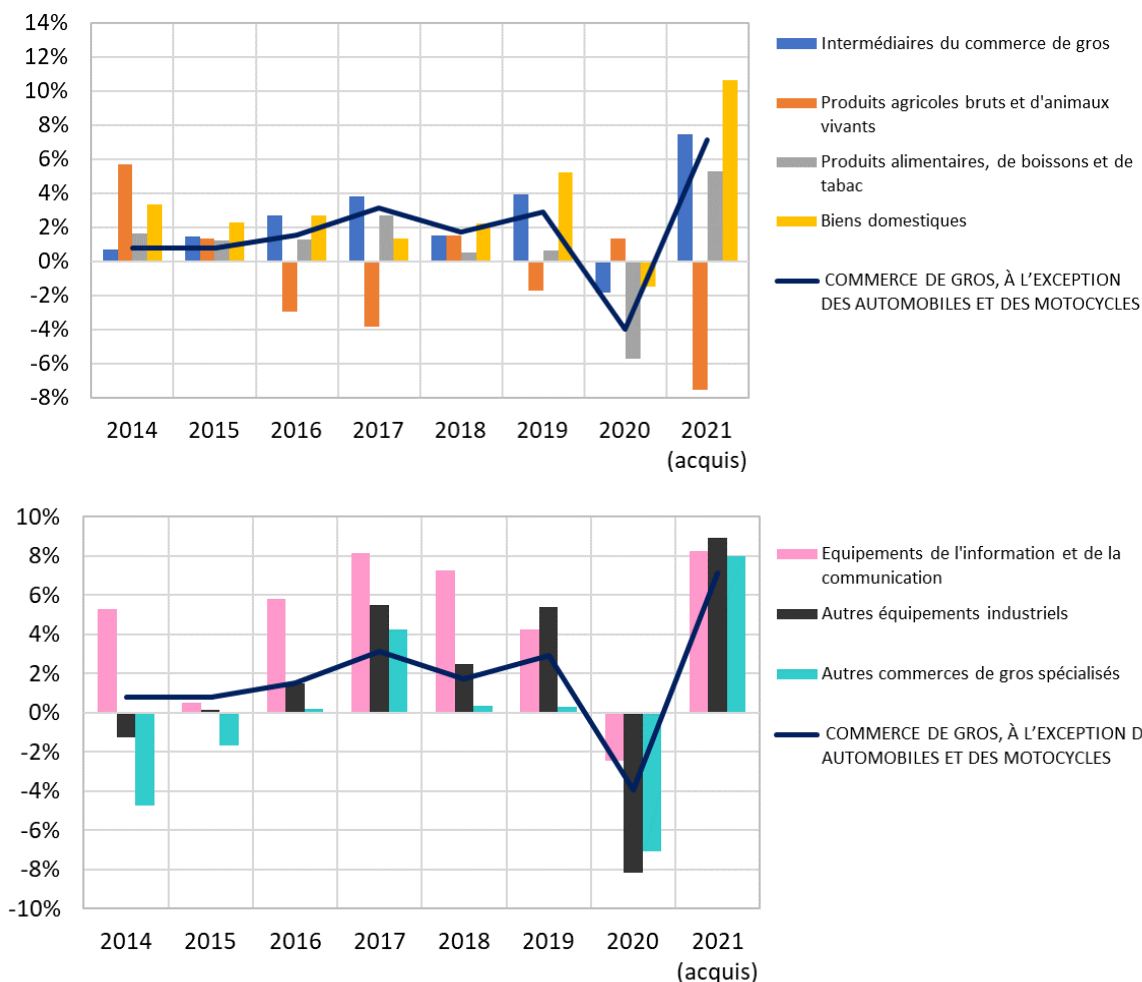 14%
12%
10%
8%
6%
4%
2%
0%
-2%
-4%
-6%
-8%
2014 2015 2016 2017 2018 2019 2020 2021
(acquis)
Intermédiaires du commerce de gros
Produits agricoles bruts et d'animaux
vivants
Produits alimentaires, de boissons et de
tabac
Biens domestiques
COMMERCE DE GROS, À L’EXCEPTION
DES AUTOMOBILES ET DES MOTOCYCLES
10%
8%
6%
4%
2%
0%
-2%
-4%
-6%
-8%
-10%
2014 2015 2016 2017 2018 2019 2020 2021
(acquis)
Equipements de l'information et de la
communication
Autres équipements industriels
Autres commerces de gros spécialisés
COMMERCE DE GROS, À L’EXCEPTION D
AUTOMOBILES ET DES MOTOCYCLES